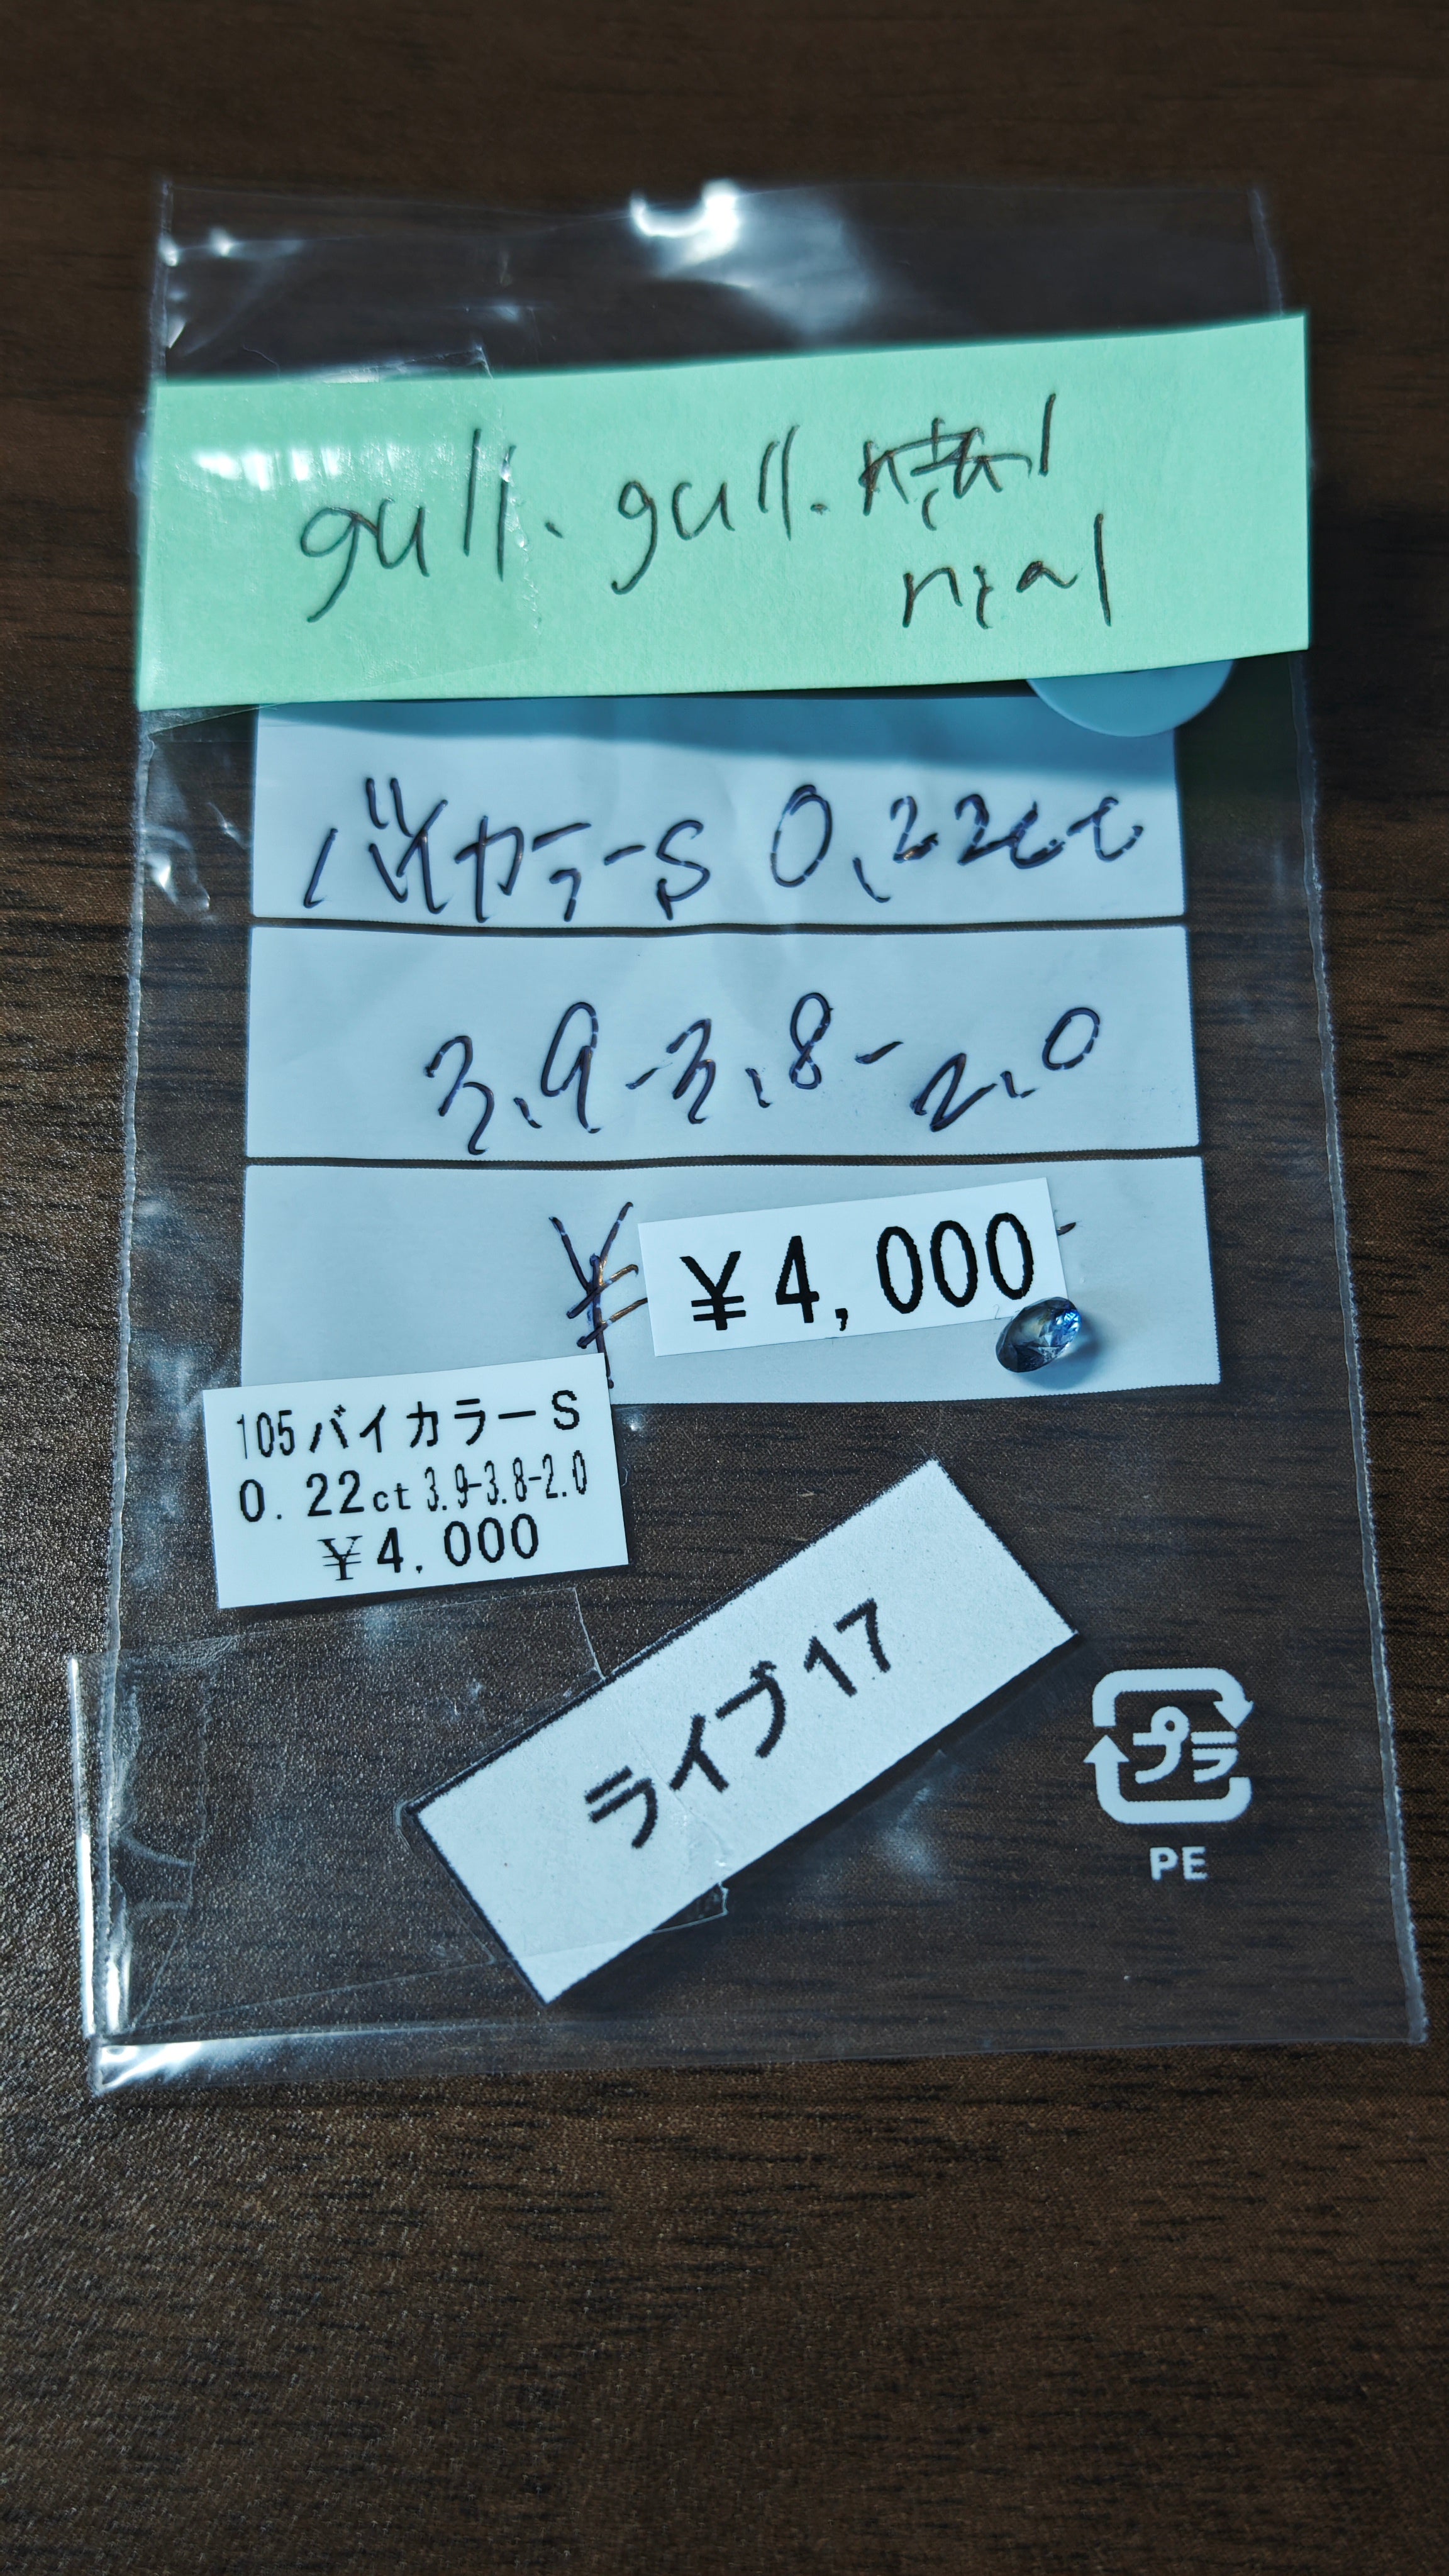 gull. gull.
nial
バイカラーS 0.22ct
3.9-3.8-2.0
¥
¥4,000
105バイカラーS
0.22ct 3.9-3.8-2.0
¥4,000
ライブ17
プラ
PE